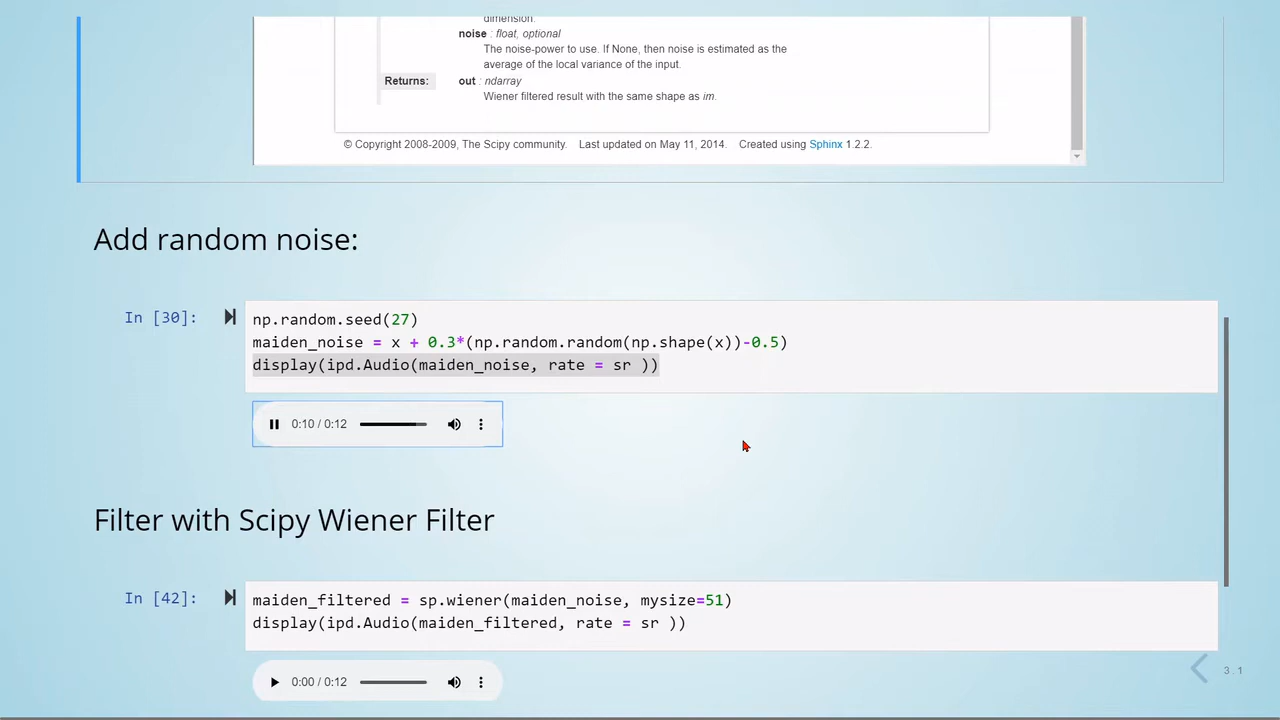 dimension.
noise : float, optional
The noise-power to use. If None, then noise is estimated as the
average of the local variance of the input.
Returns: out : ndarray
Wiener filtered result with the same shape as im.
© Copyright 2008-2009, The Scipy community. Last updated on May 11, 2014. Created using Sphinx 1.2.2.
Add random noise:
In [30]: np.random.seed(27)
maiden_noise = x + 0.3*(np.random.random(np.shape(x))-0.5)
display(ipd.Audio(maiden_noise, rate = sr ))
0:10 / 0:12
Filter with Scipy Wiener Filter
In [42]: maiden_filtered = sp.wiener(maiden_noise, mysize=51)
display(ipd.Audio(maiden_filtered, rate = sr ))
0:00 / 0:12
3.1